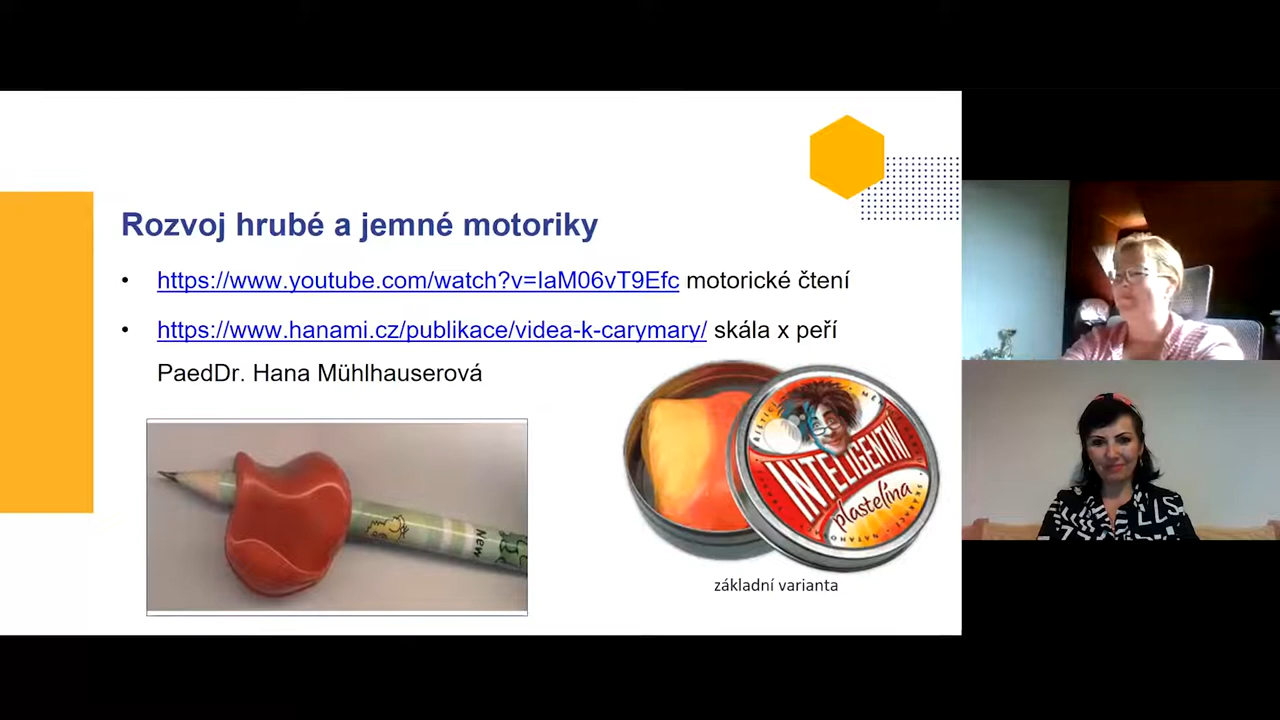 Rozvoj hrubé a jemné motoriky
• https://www.youtube.com/watch?v=IaM06vT9Efc motorické čtení
• https://www.hanami.cz/publikace/videa-k-carymary/ skála x peří
PaedDr. Hana Mühlhauserová
New
INTELIGENTNÍ
plastelína
základní varianta